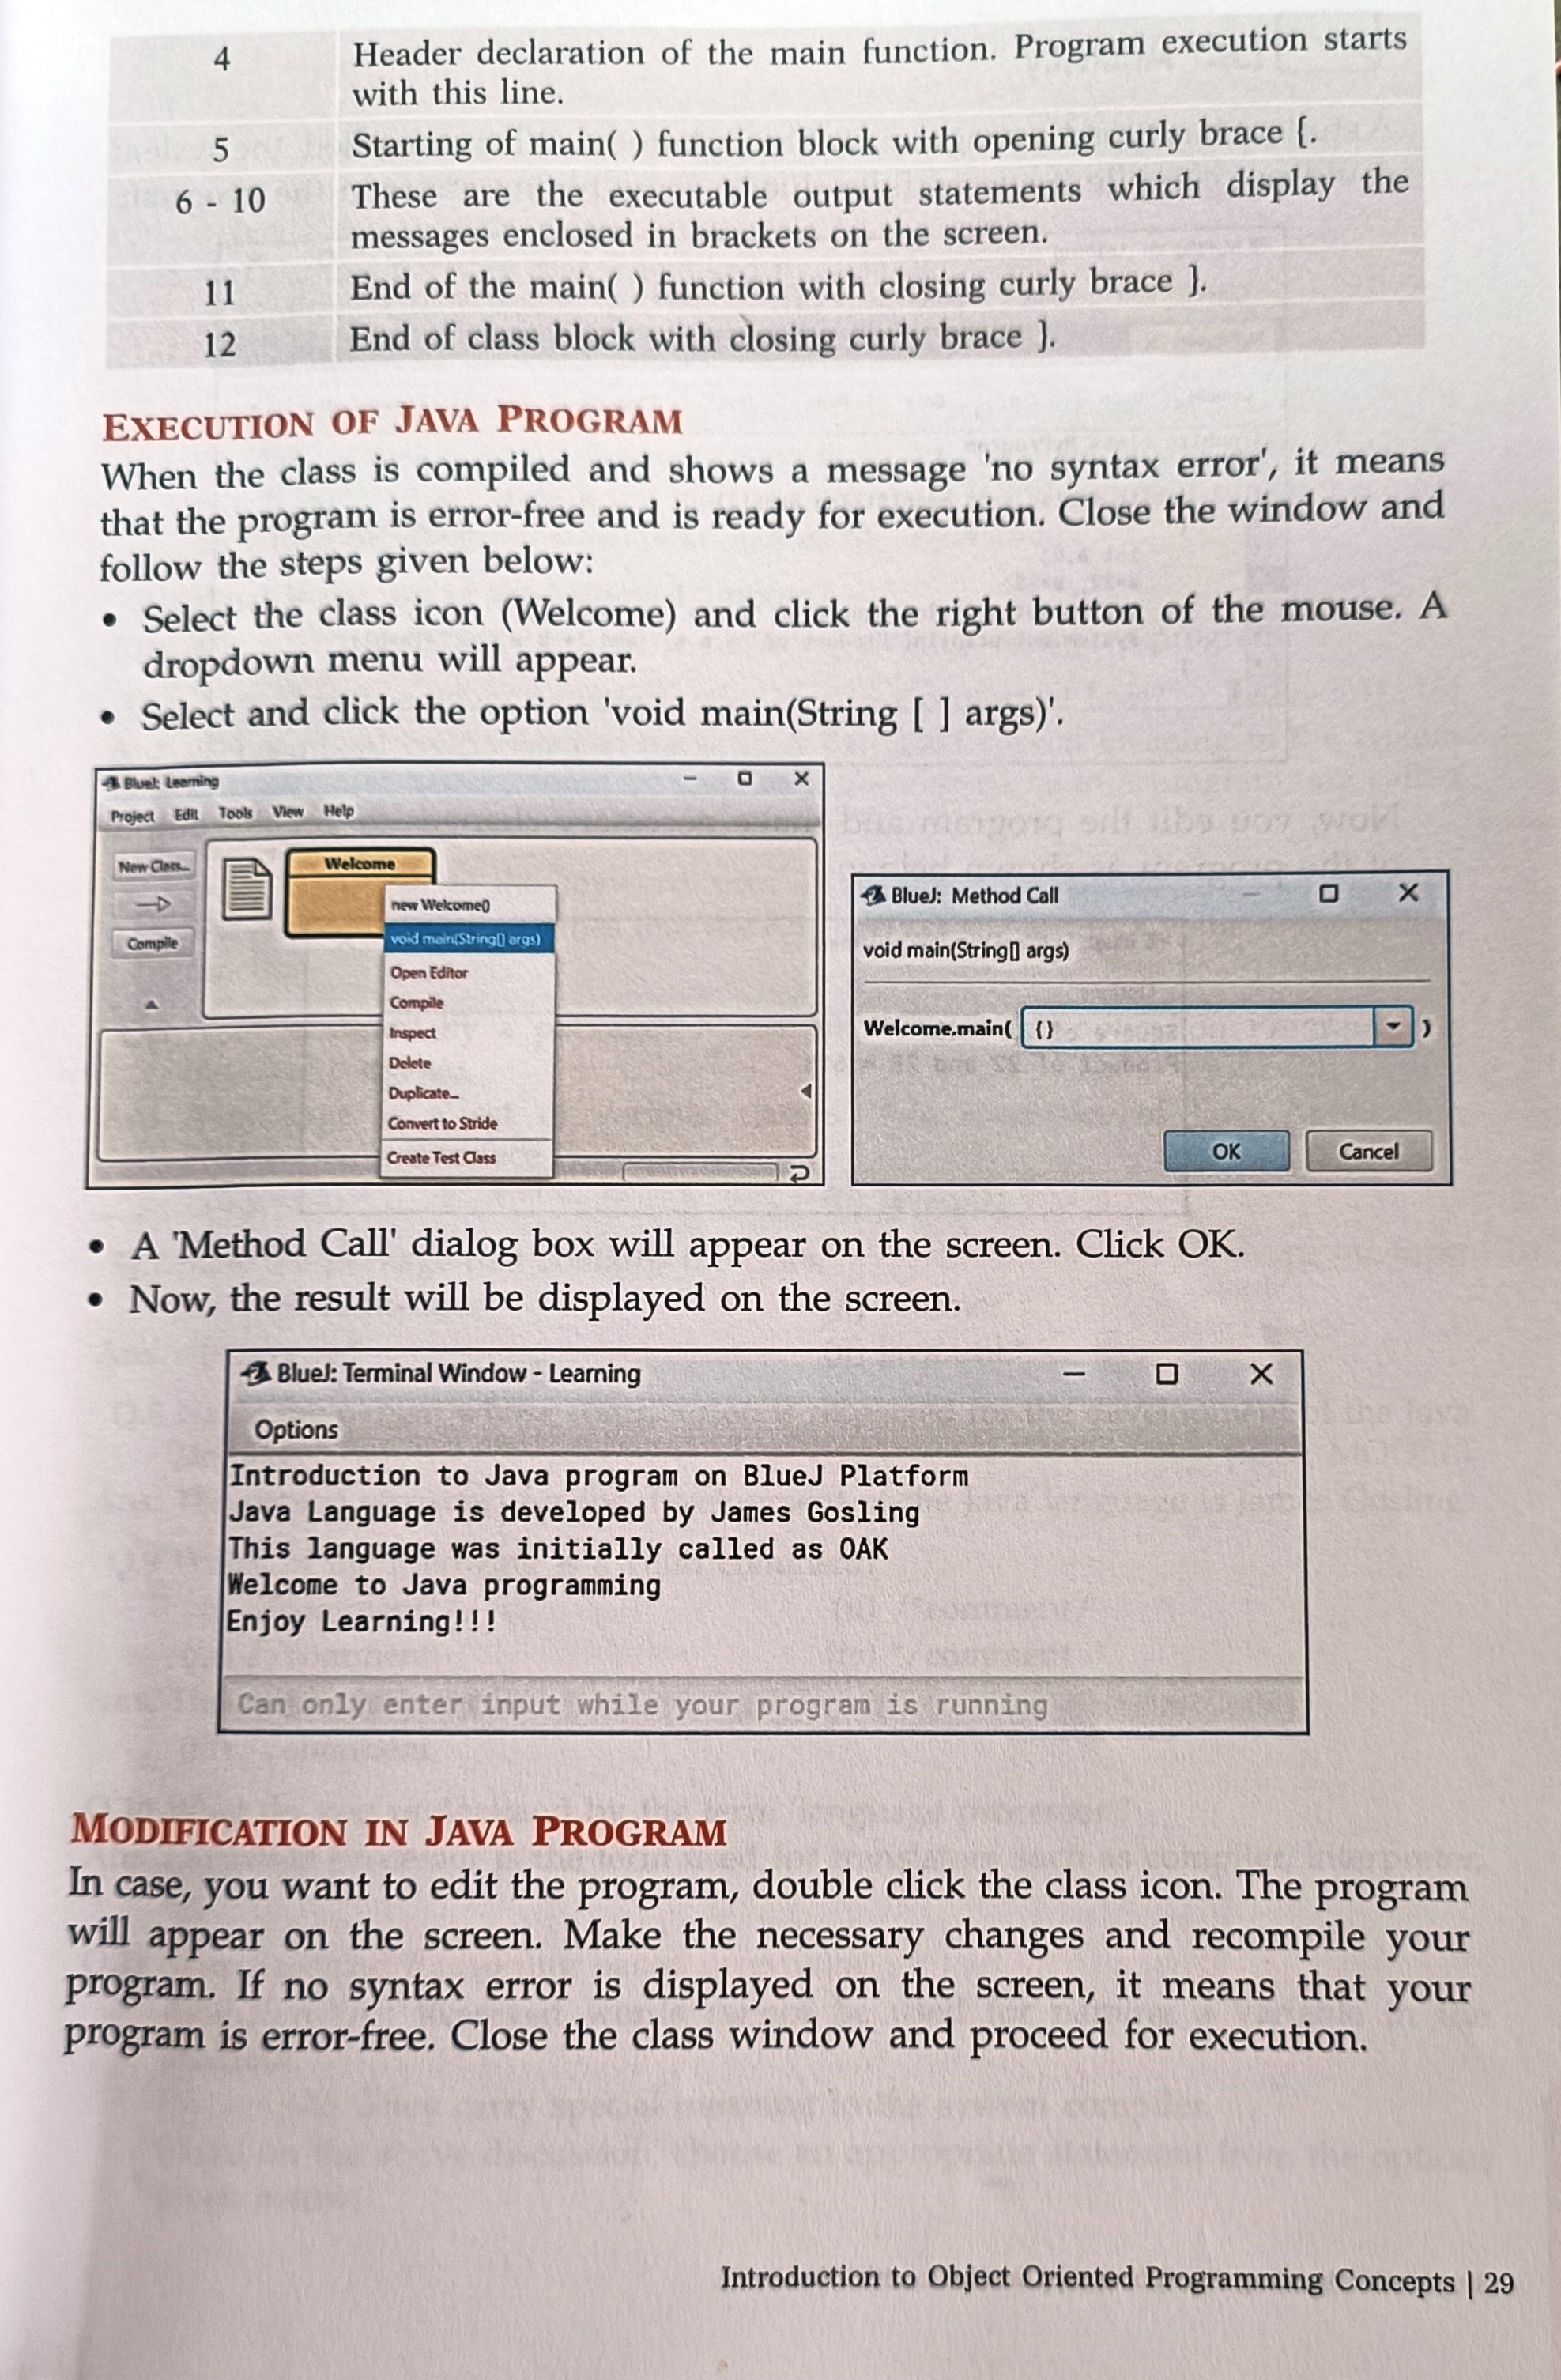 4 Header declaration of the main function. Program execution starts
with this line.
5 Starting of main( ) function block with opening curly brace {.
6 - 10 These are the executable output statements which display the
messages enclosed in brackets on the screen.
11 End of the main( ) function with closing curly brace }.
12 End of class block with closing curly brace }.
EXECUTION OF JAVA PROGRAM
When the class is compiled and shows a message 'no syntax error', it means
that the program is error-free and is ready for execution. Close the window and
follow the steps given below:
• Select the class icon (Welcome) and click the right button of the mouse. A
dropdown menu will appear.
• Select and click the option 'void main(String [ ] args)'.
BlueJ: Learning
Project Edit Tools View Help
New Class...
Compile
Welcome
new Welcome()
void main(String[] args)
Open Editor
Compile
Inspect
Delete
Duplicate...
Convert to Stride
Create Test Class
BlueJ: Method Call
void main(String[] args)
Welcome.main( {} )
OK Cancel
• A 'Method Call' dialog box will appear on the screen. Click OK.
• Now, the result will be displayed on the screen.
BlueJ: Terminal Window - Learning
Options
Introduction to Java program on BlueJ Platform
Java Language is developed by James Gosling
This language was initially called as OAK
Welcome to Java programming
Enjoy Learning!!!
Can only enter input while your program is running
MODIFICATION IN JAVA PROGRAM
In case, you want to edit the program, double click the class icon. The program
will appear on the screen. Make the necessary changes and recompile your
program. If no syntax error is displayed on the screen, it means that your
program is error-free. Close the class window and proceed for execution.
Introduction to Object Oriented Programming Concepts | 29